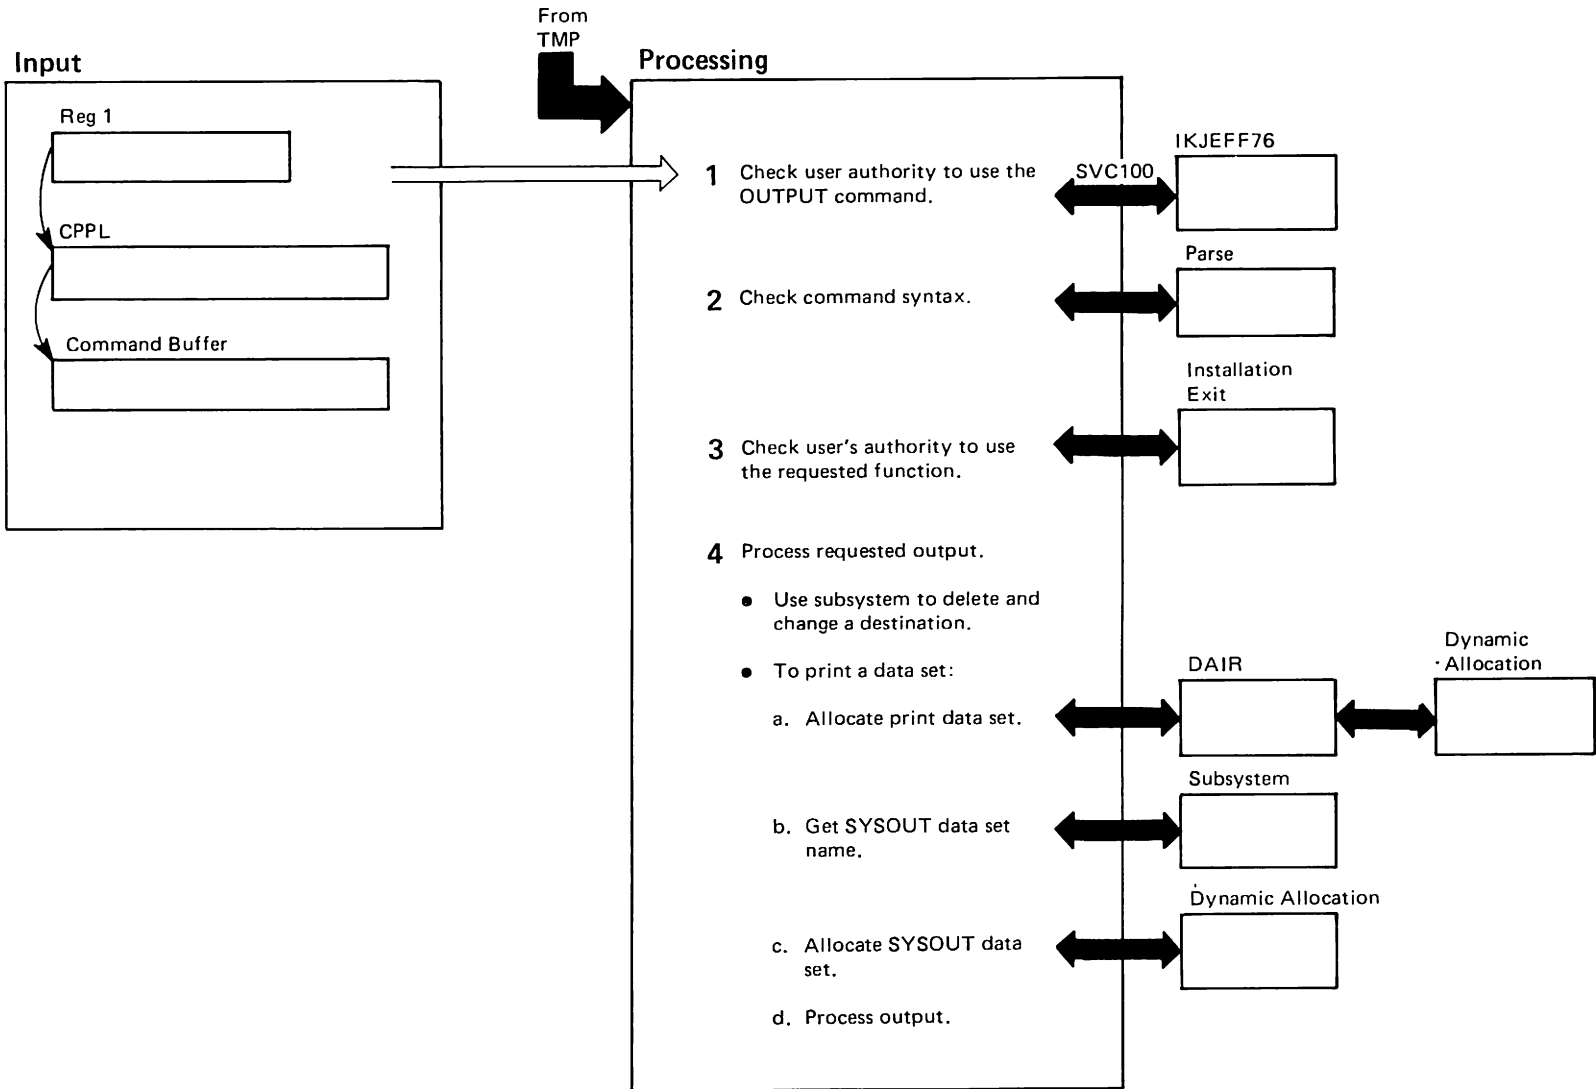 From
TMP
Input
Processing
Reg 1
CPPL
Command Buffer
1 Check user authority to use the
OUTPUT command.
SVC100
IKJEFF76
2 Check command syntax.
Parse
3 Check user's authority to use
the requested function.
Installation
Exit
4 Process requested output.
• Use subsystem to delete and
change a destination.
• To print a data set:
a. Allocate print data set.
DAIR
Dynamic
Allocation
b. Get SYSOUT data set
name.
Subsystem
c. Allocate SYSOUT data
set.
Dynamic Allocation
d. Process output.